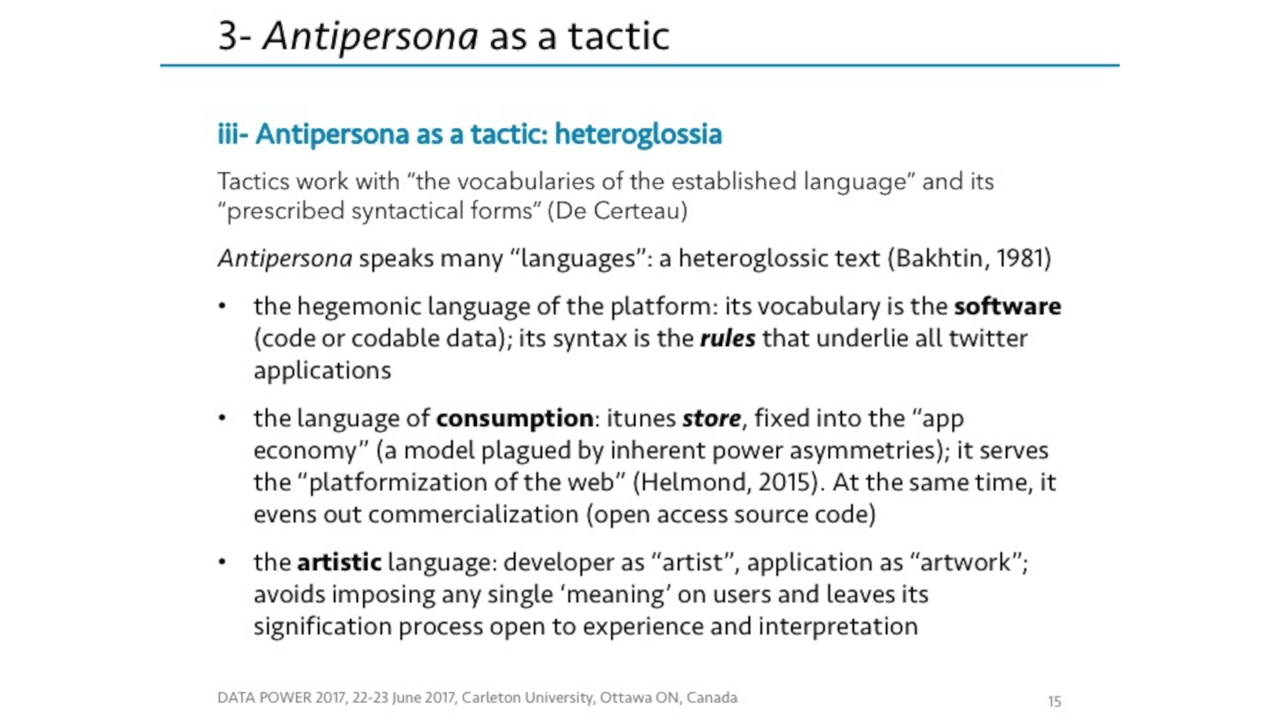 3- Antipersona as a tactic
iii- Antipersona as a tactic: heteroglossia
Tactics work with “the vocabularies of the established language” and its
“prescribed syntactical forms” (De Certeau)
Antipersona speaks many “languages”: a heteroglossic text (Bakhtin, 1981)
• the hegemonic language of the platform: its vocabulary is the software
(code or codable data); its syntax is the rules that underlie all twitter
applications
• the language of consumption: itunes store, fixed into the “app
economy” (a model plagued by inherent power asymmetries); it serves
the “platformization of the web” (Helmond, 2015). At the same time, it
evens out commercialization (open access source code)
• the artistic language: developer as “artist”, application as “artwork”;
avoids imposing any single ‘meaning’ on users and leaves its
signification process open to experience and interpretation
DATA POWER 2017, 22-23 June 2017, Carleton University, Ottawa ON, Canada
15